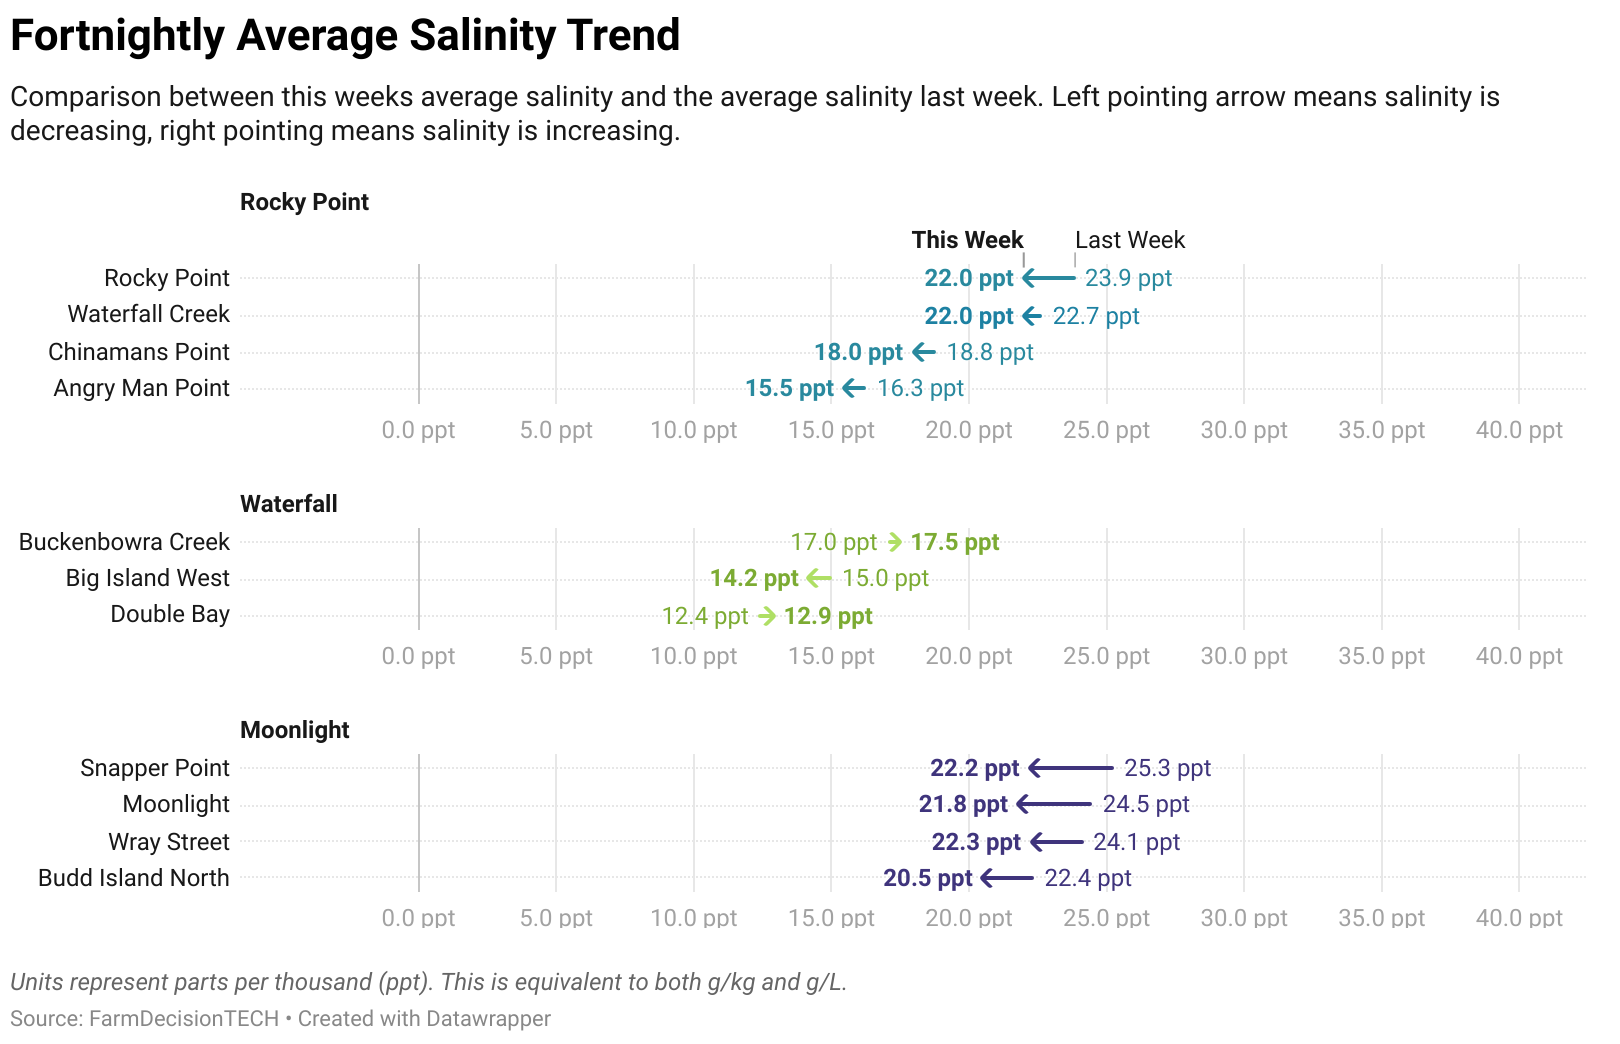 Fortnightly Average Salinity Trend
Comparison between this weeks average salinity and the average salinity last week. Left pointing arrow means salinity is
decreasing, right pointing means salinity is increasing.
Rocky Point
This Week Last Week
Rocky Point 22.0 ppt 23.9 ppt
Waterfall Creek 22.0 ppt 22.7 ppt
Chinamans Point 18.0 ppt 18.8 ppt
Angry Man Point 15.5 ppt 16.3 ppt
0.0 ppt 5.0 ppt 10.0 ppt 15.0 ppt 20.0 ppt 25.0 ppt 30.0 ppt 35.0 ppt 40.0 ppt
Waterfall
Buckenbowra Creek 17.0 ppt 17.5 ppt
Big Island West 14.2 ppt 15.0 ppt
Double Bay 12.4 ppt 12.9 ppt
0.0 ppt 5.0 ppt 10.0 ppt 15.0 ppt 20.0 ppt 25.0 ppt 30.0 ppt 35.0 ppt 40.0 ppt
Moonlight
Snapper Point 22.2 ppt 25.3 ppt
Moonlight 21.8 ppt 24.5 ppt
Wray Street 22.3 ppt 24.1 ppt
Budd Island North 20.5 ppt 22.4 ppt
0.0 ppt 5.0 ppt 10.0 ppt 15.0 ppt 20.0 ppt 25.0 ppt 30.0 ppt 35.0 ppt 40.0 ppt
Units represent parts per thousand (ppt). This is equivalent to both g/kg and g/L.
Source: FarmDecisionTECH • Created with Datawrapper